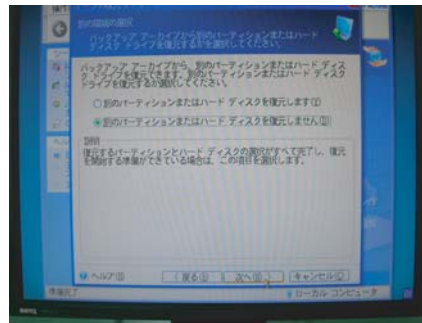 別の領域の選択
バックアップ アーカイブから別のパーティションまたはハード
ディスク ドライブを復元するかを選択してください。
バックアップ アーカイブから、別のパーティションまたはハード ディス
ク ドライブを復元できます。別のパーティションまたはハード ディスク
ドライブを復元するか選択してください。
別のパーティションまたはハード ディスクを復元します(Y)
別のパーティションまたはハード ディスクを復元しません(D)
説明
復元するパーティションとハード ディスクの選択がすべて完了し、復元
を開始する準備ができている場合は、この項目を選択します。
ヘルプ(H)
< 戻る(B)
次へ(N) >
キャンセル(C)
準備完了
ローカル コンピュータ
BenQ